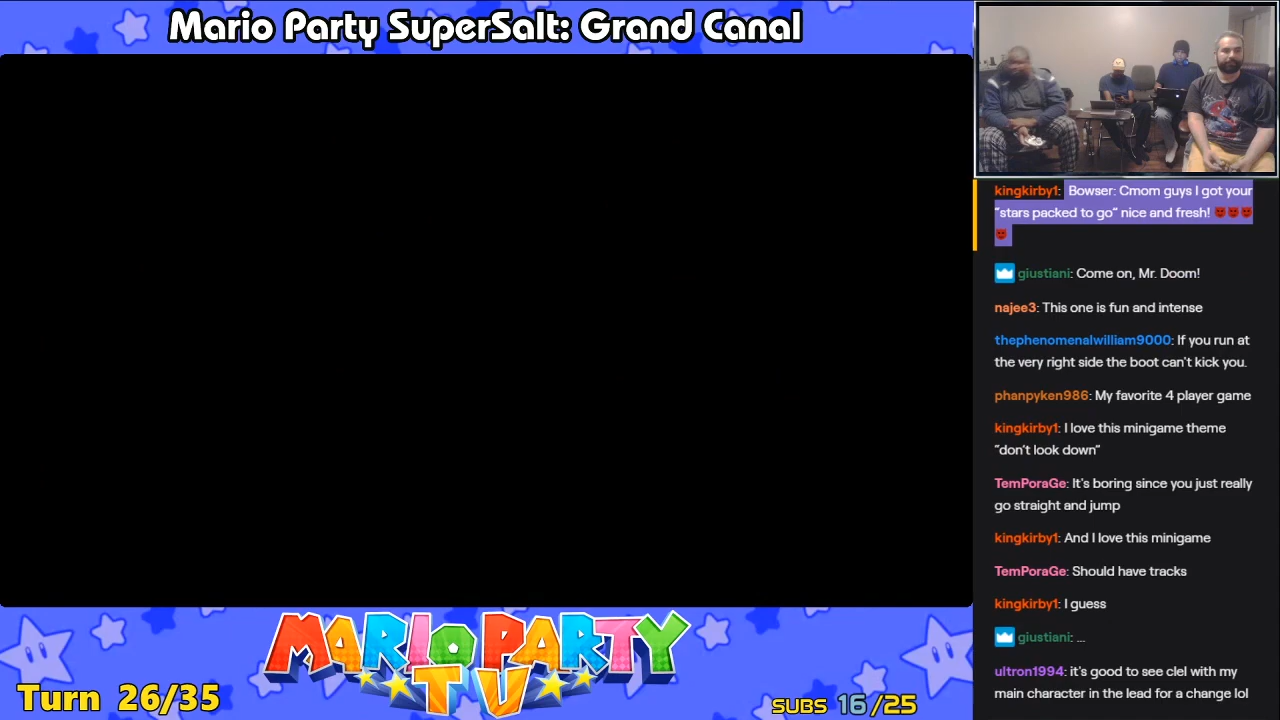 Mario Party SuperSalt: Grand Canal
kingkirby1: Bowser: Cmom guys I got your
"stars packed to go" nice and fresh!
giustiani: Come on, Mr. Doom!
najee3: This one is fun and intense
thephenomenalwilliam9000: If you run at
the very right side the boot can't kick you.
phanpyken986: My favorite 4 player game
kingkirby1: I love this minigame theme
"don't look down"
TemPoraGe: It's boring since you just really
go straight and jump
kingkirby1: And I love this minigame
TemPoraGe: Should have tracks
kingkirby1: I guess
giustiani: ...
ultron1994: it's good to see clel with my
main character in the lead for a change lol
MARIO PARTY
TV
Turn 26/35
SUBS 16/25